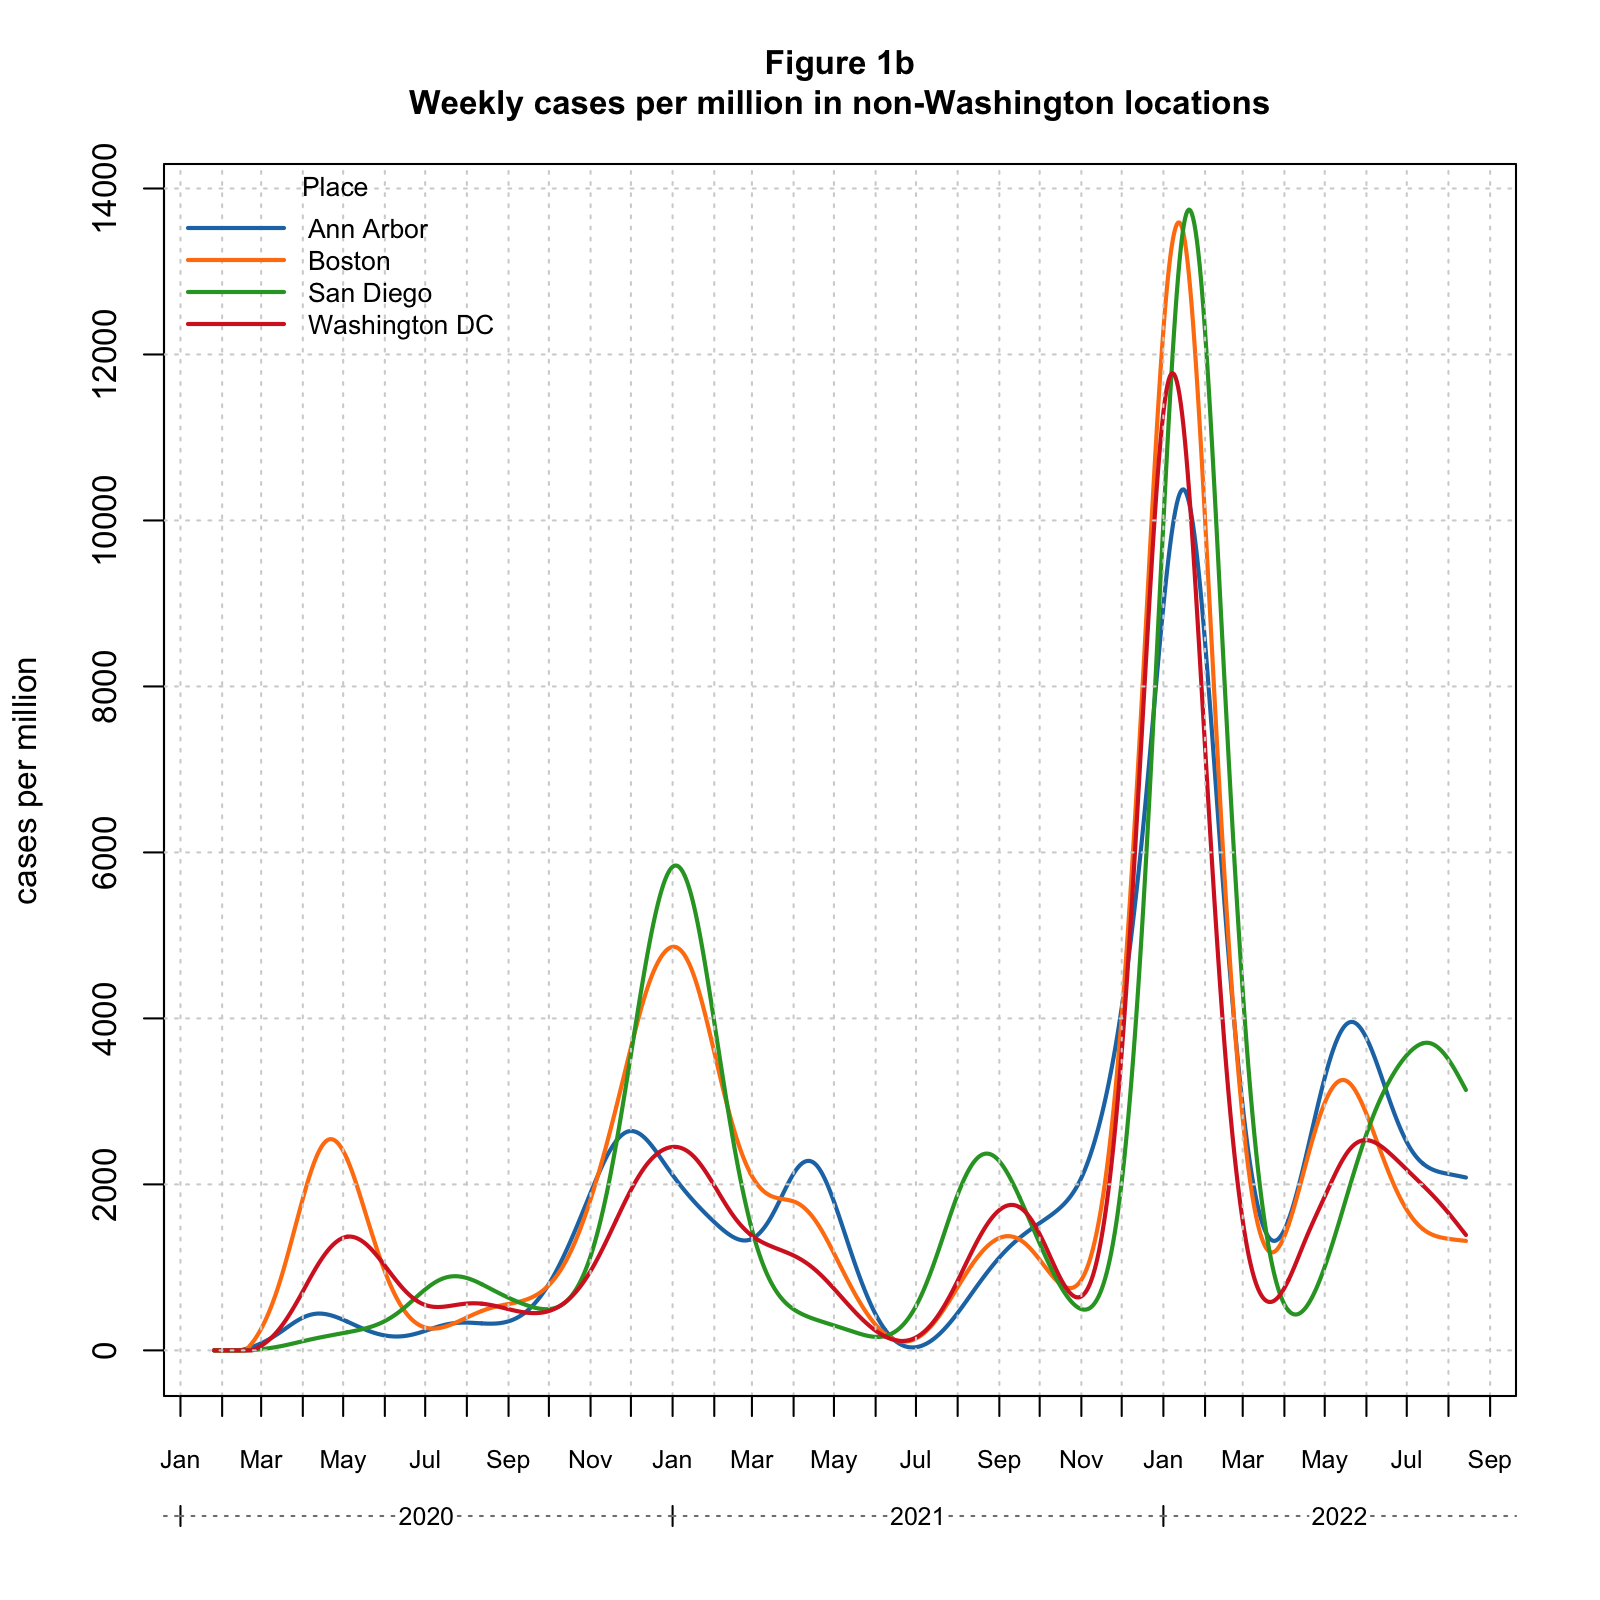 Figure 1b
Weekly cases per million in non-Washington locations
cases per million
14000
12000
10000
8000
6000
4000
2000
0
Place
Ann Arbor
Boston
San Diego
Washington DC
Jan Mar May Jul Sep Nov Jan Mar May Jul Sep Nov Jan Mar May Jul Sep
2020 2021 2022